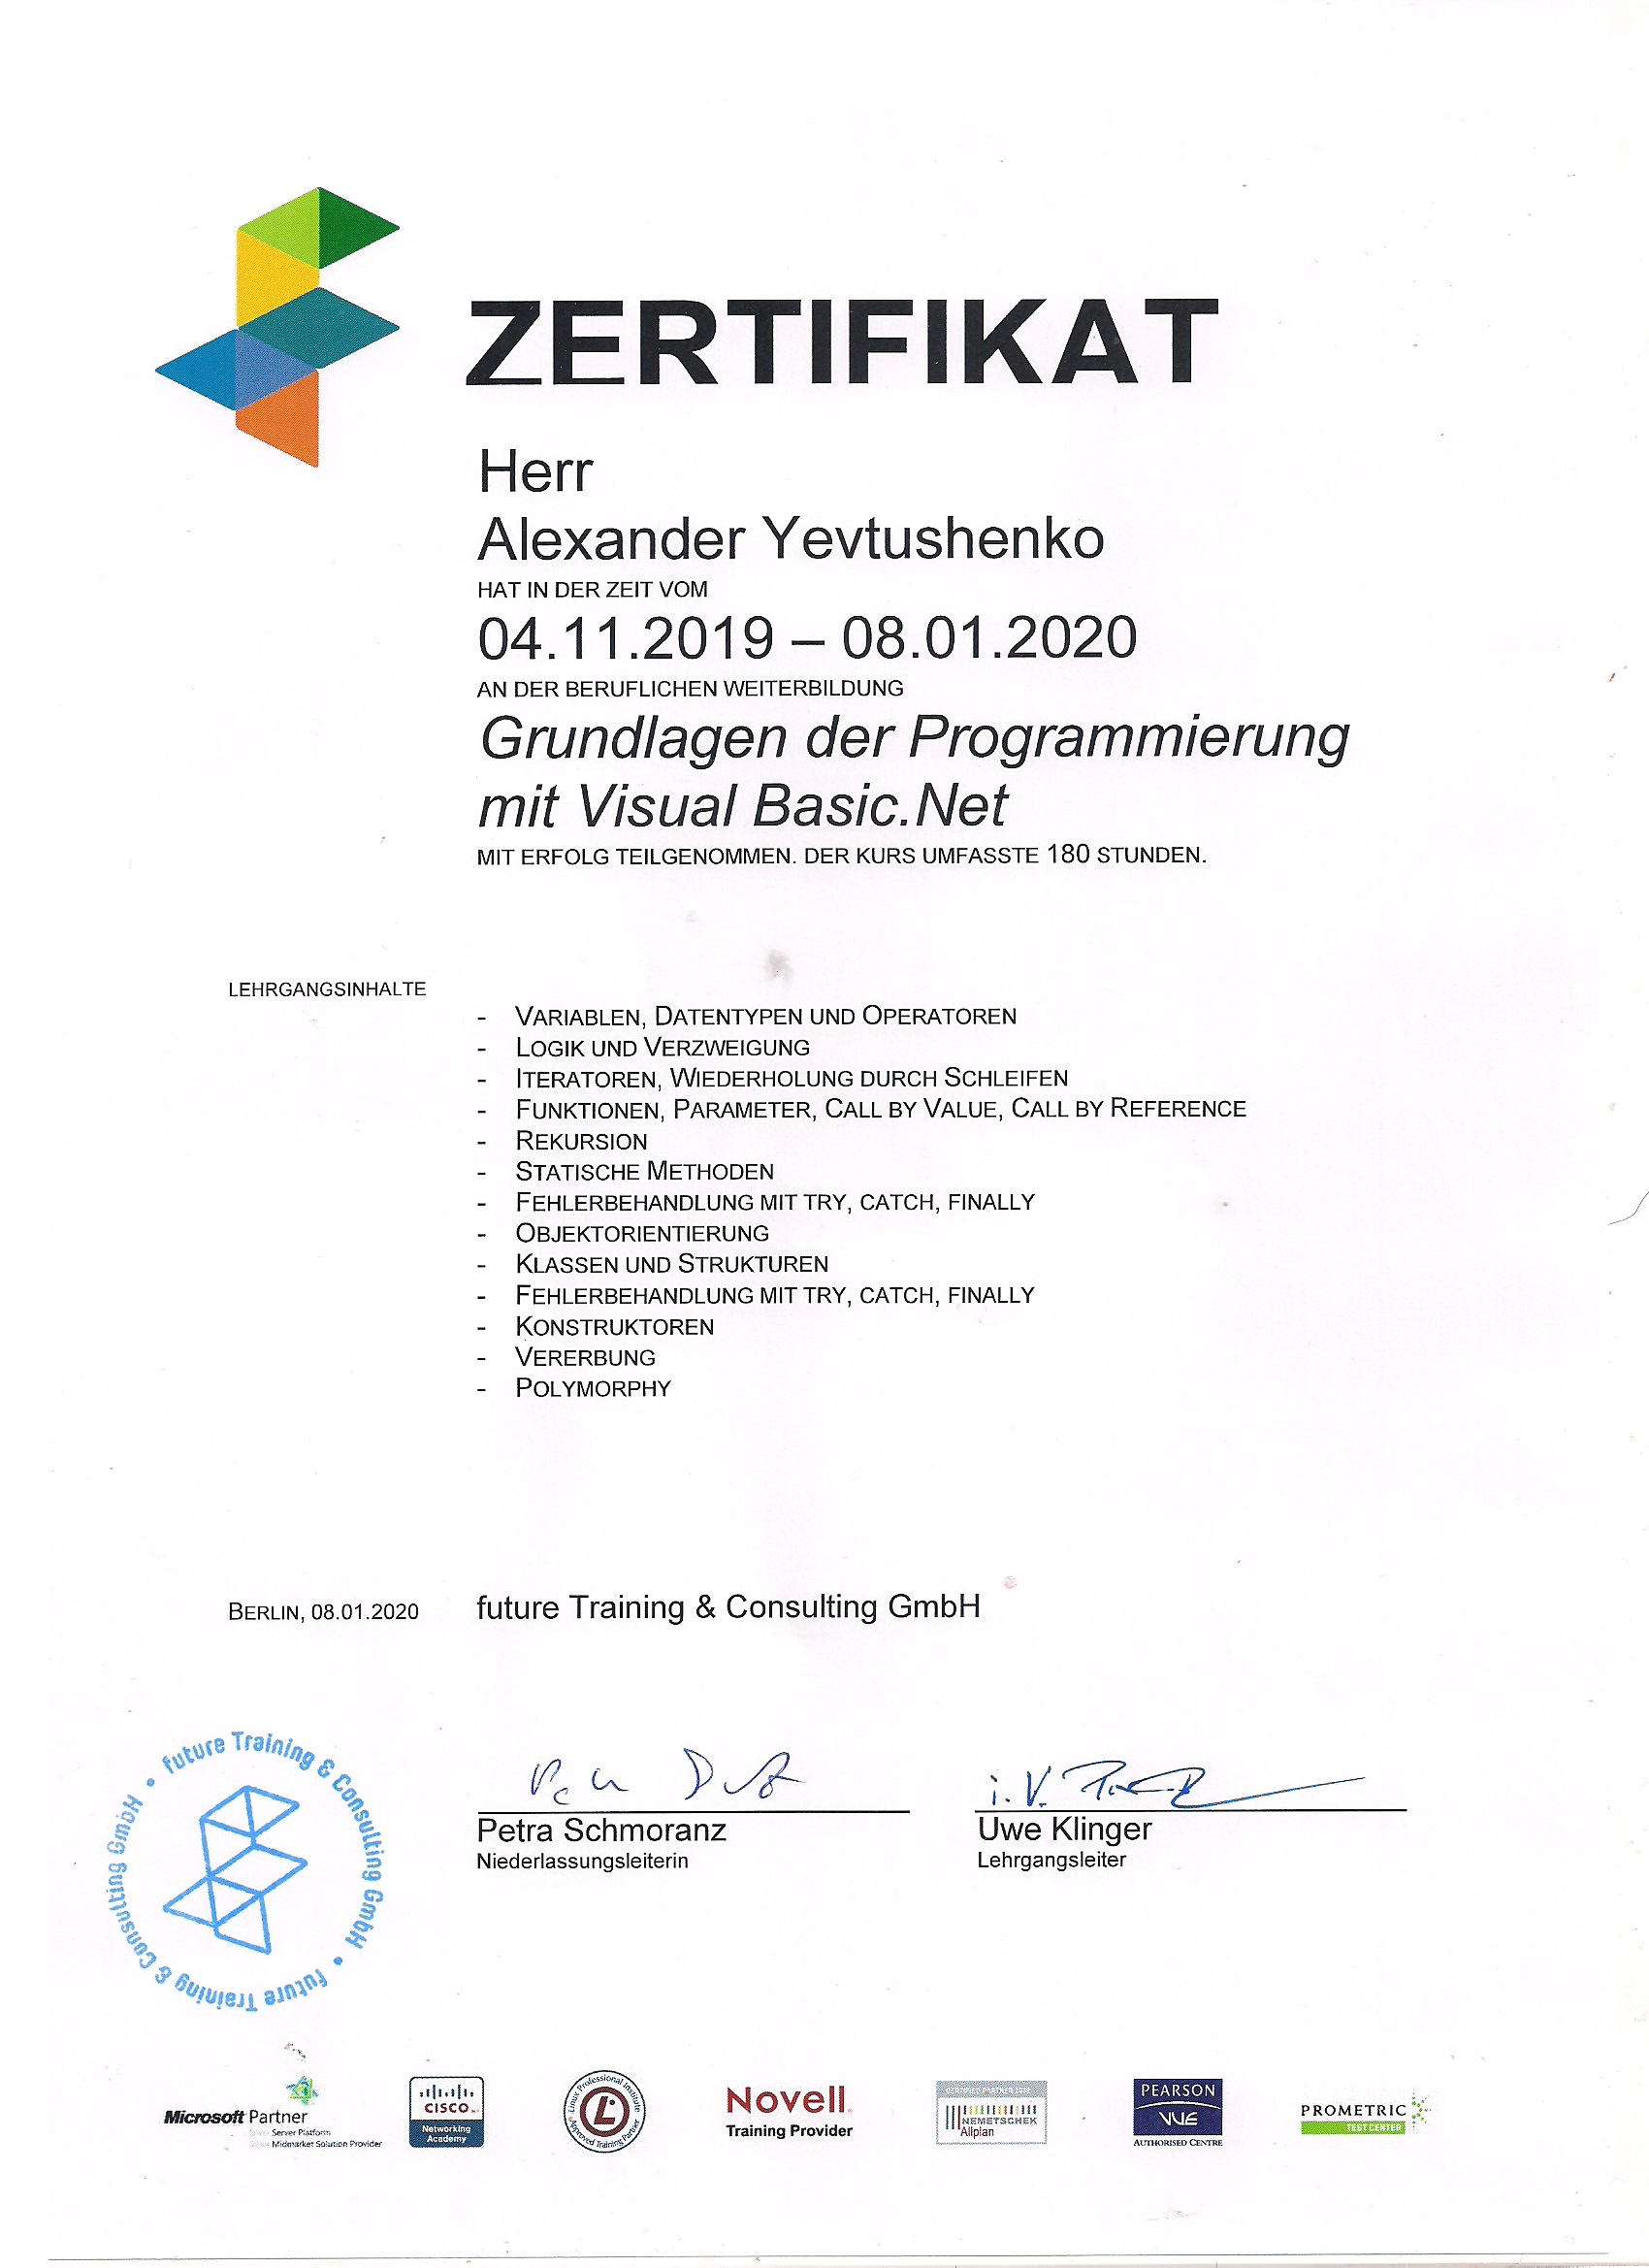 ZERTIFIKAT
Herr
Alexander Yevtushenko
HAT IN DER ZEIT VOM
04.11.2019 – 08.01.2020
AN DER BERUFLICHEN WEITERBILDUNG
Grundlagen der Programmierung
mit Visual Basic.Net
MIT ERFOLG TEILGENOMMEN. DER KURS UMFASSTE 180 STUNDEN.
LEHRGANGSINHALTE
- VARIABLEN, DATENTYPEN UND OPERATOREN
- LOGIK UND VERZWEIGUNG
- ITERATOREN, WIEDERHOLUNG DURCH SCHLEIFEN
- FUNKTIONEN, PARAMETER, CALL BY VALUE, CALL BY REFERENCE
- REKURSION
- STATISCHE METHODEN
- FEHLERBEHANDLUNG MIT TRY, CATCH, FINALLY
- OBJEKTORIENTIERUNG
- KLASSEN UND STRUKTUREN
- FEHLERBEHANDLUNG MIT TRY, CATCH, FINALLY
- KONSTRUKTOREN
- VERERBUNG
- POLYMORPHY
BERLIN, 08.01.2020
future Training & Consulting GmbH
future Training & Consulting GmbH • future Training & Consulting GmbH •
i.V.
Petra Schmoranz
Niederlassungsleiterin
Uwe Klinger
Lehrgangsleiter
Microsoft Partner
Server Platform
Midmarket Solution Provider
CISCO
Networking
Academy
Linux Professional Institute
Approved Training Partner
Novell
Training Provider
CERTIFIED PARTNER
NEMETSCHEK
Allplan
PEARSON
VUE
AUTHORISED CENTRE
PROMETRIC
TEST CENTER